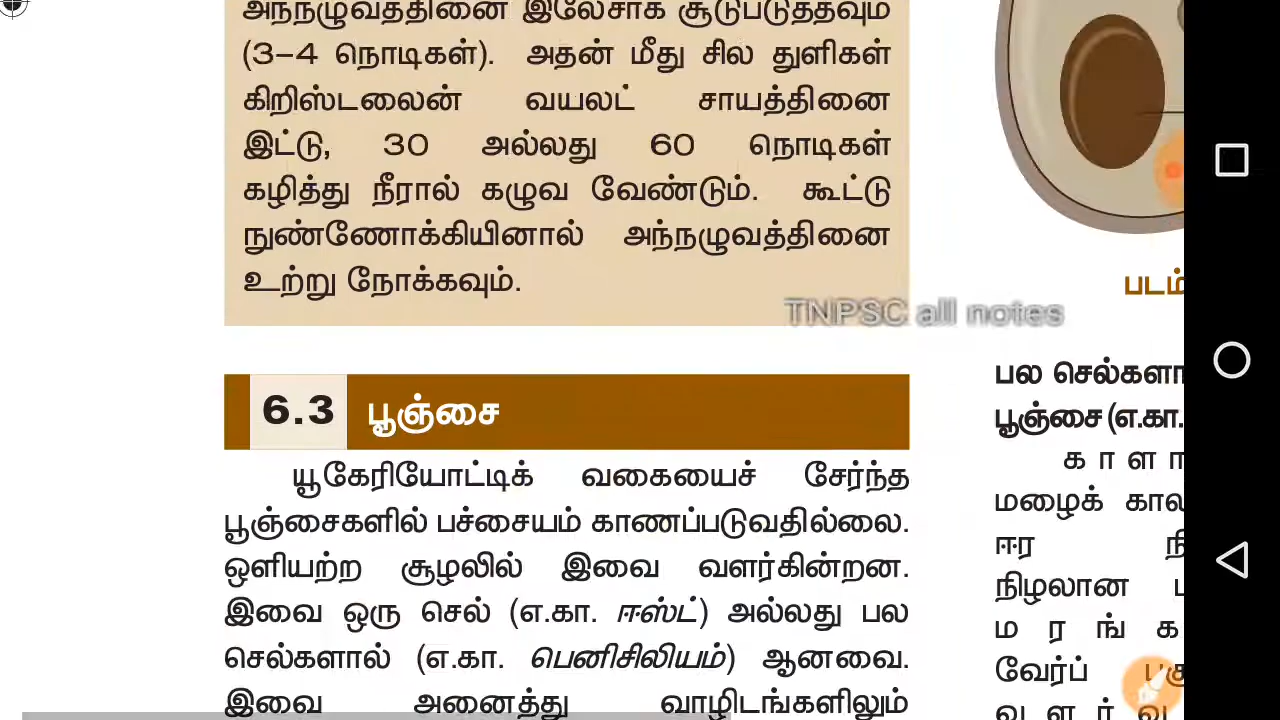 அந்நழுவத்தினை இலேசாக சூடுபடுத்தவும்
(3–4 நொடிகள்). அதன் மீது சில துளிகள்
கிறிஸ்டலைன் வயலட் சாயத்தினை
இட்டு, 30 அல்லது 60 நொடிகள்
கழித்து நீரால் கழுவ வேண்டும். கூட்டு
நுண்ணோக்கியினால் அந்நழுவத்தினை
உற்று நோக்கவும்.
TNPSC all notes
6.3 பூஞ்சை
யூகேரியோட்டிக் வகையைச் சேர்ந்த
பூஞ்சைகளில் பச்சையம் காணப்படுவதில்லை.
ஒளியற்ற சூழலில் இவை வளர்கின்றன.
இவை ஒரு செல் (எ.கா. ஈஸ்ட்) அல்லது பல
செல்களால் (எ.கா. பெனிசிலியம்) ஆனவை.
இவை அனைத்து வாழிடங்களிலும்
படம்
பல செல்களா
பூஞ்சை (எ.கா.
காளா
மழைக் கால
ஈர நி
நிழலான ப
மரங்க
வேர்ப் பகு